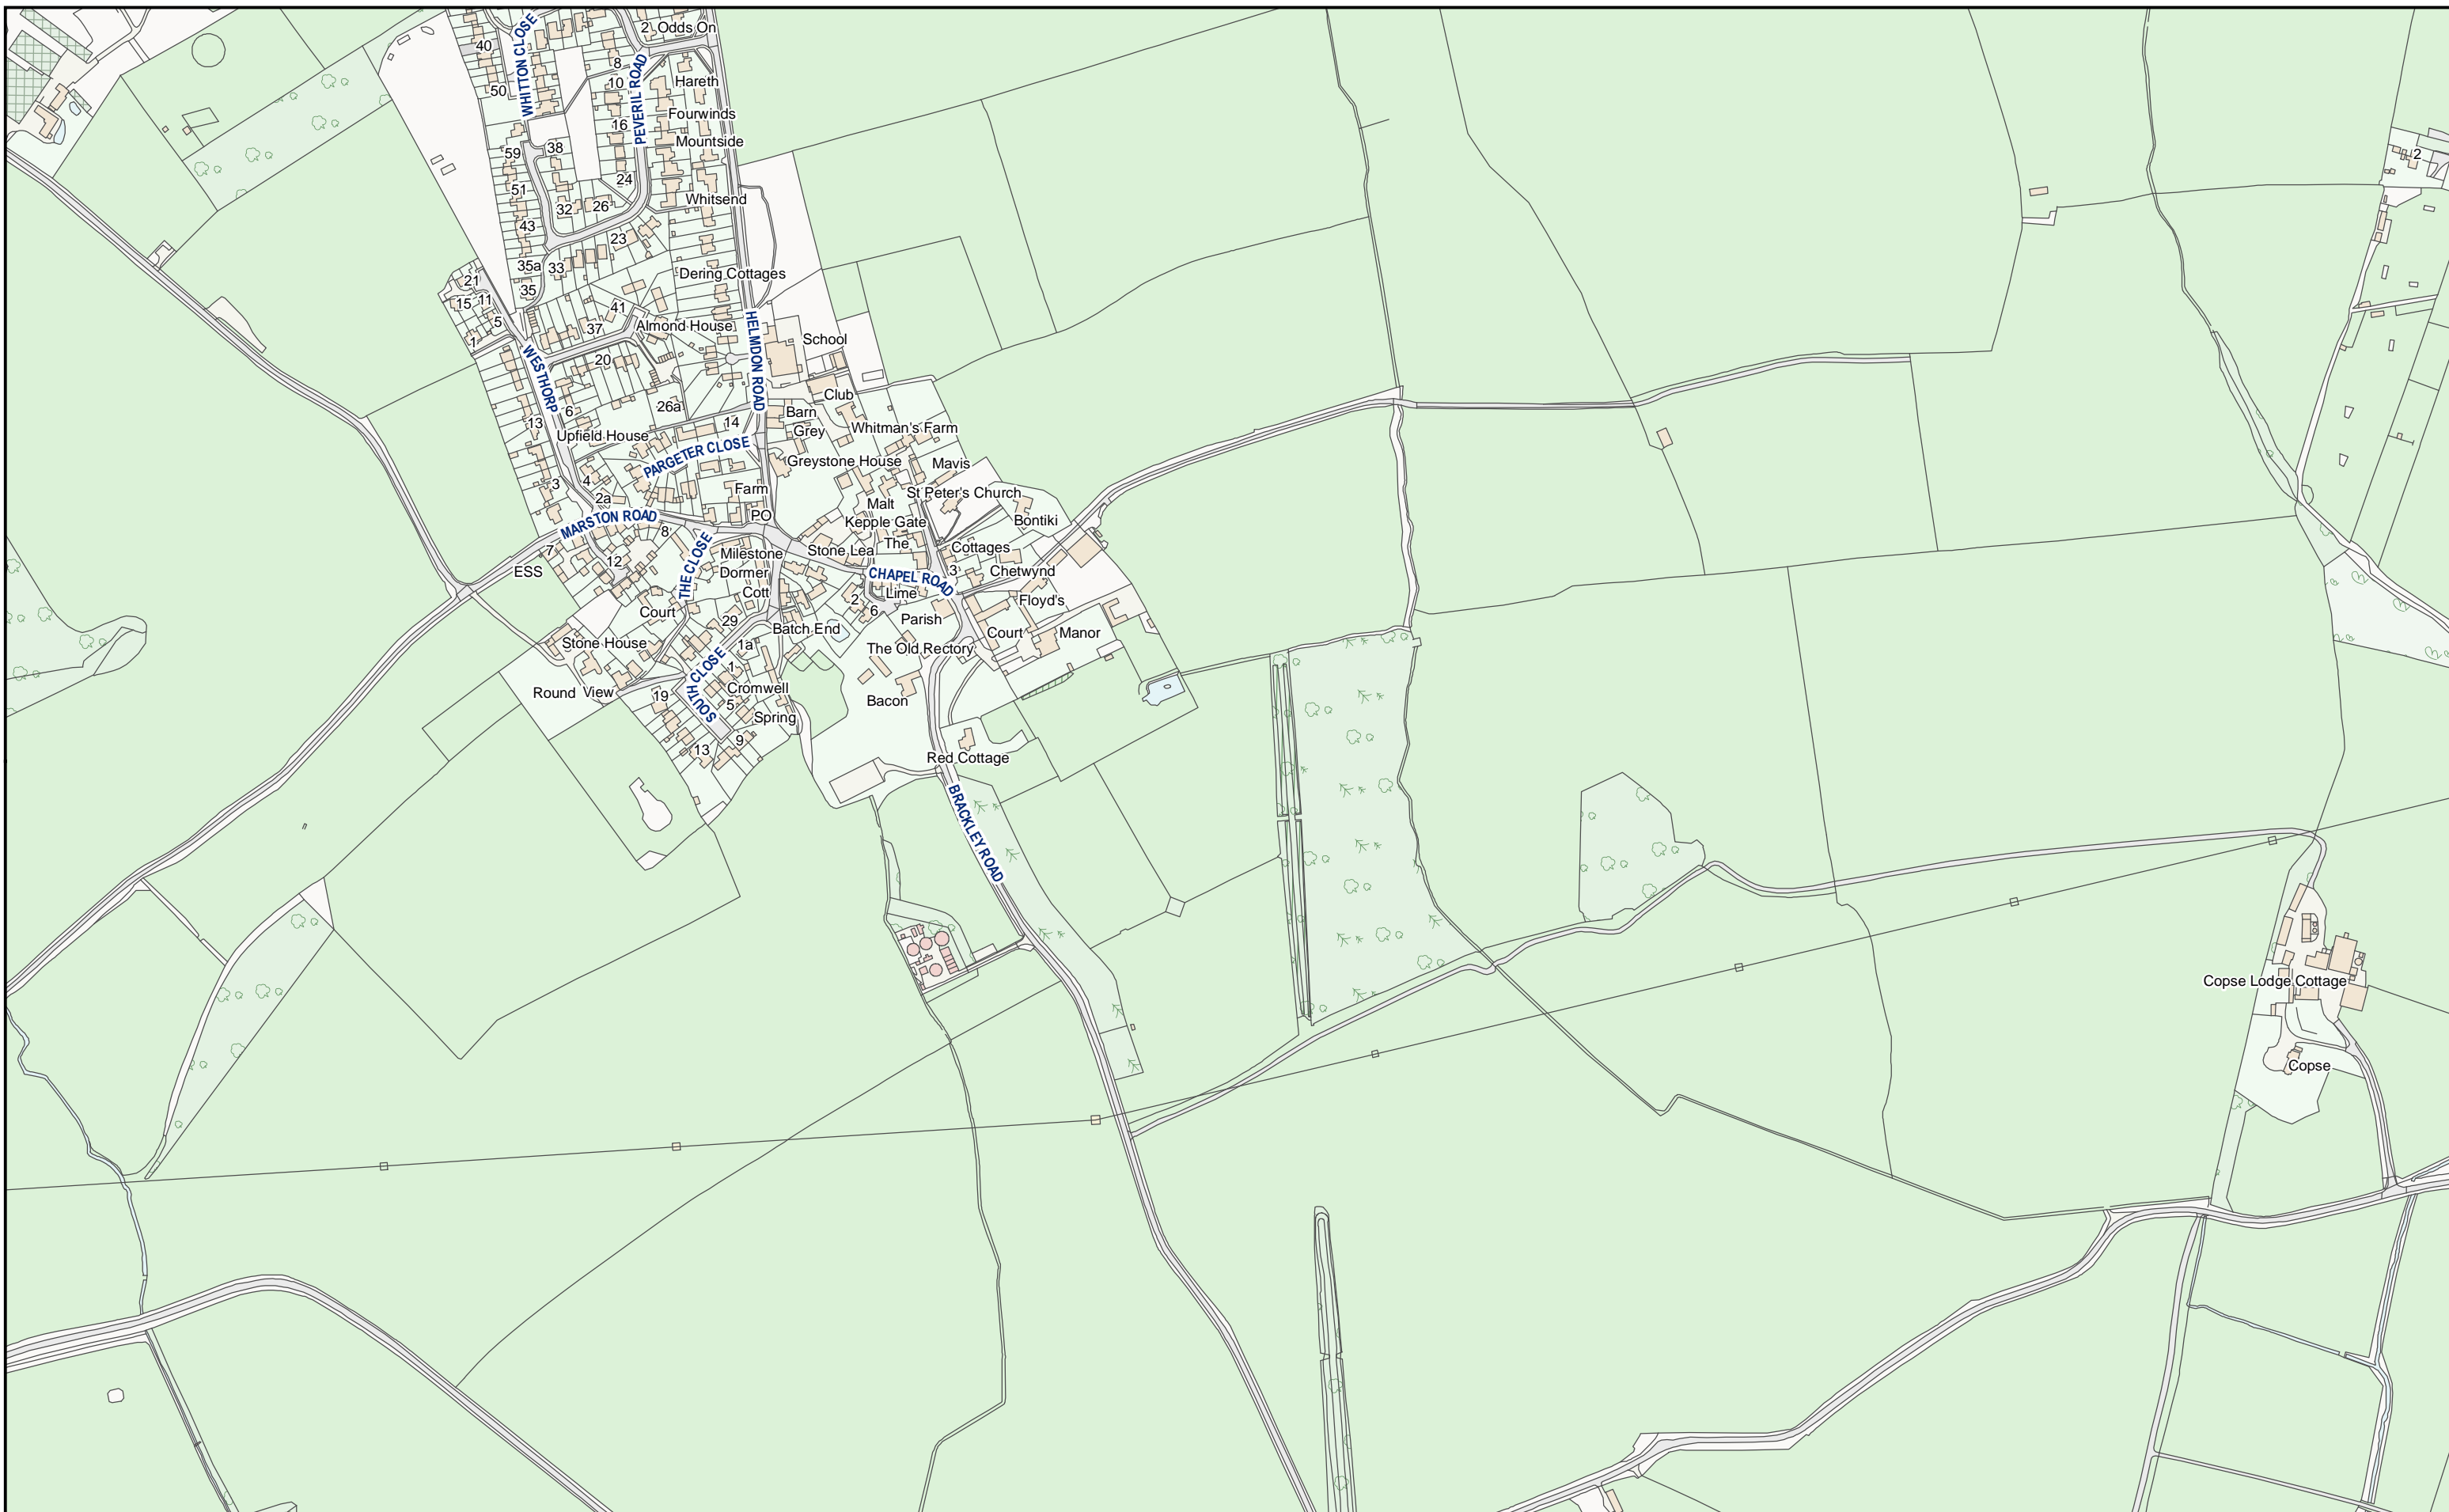 2 Odds On
40
WHITTON CLOSE
8
Hareth
10
50
PEVERIL ROAD
Fourwinds
16
Mountside
38
59
2
24
51
Whitsend
32
26
43
23
35a
33
Dering Cottages
21
35
15
11
41
5
37
Almond House
HELMDON ROAD
School
1
20
WESTHORP
Club
26a
6
Barn
13
14
Whitman's Farm
Grey
Upfield House
PARGETER CLOSE
Greystone House
Mavis
4
3
Farm
St Peter's Church
2a
Malt
PO
MARSTON ROAD
Kepple Gate
Bontiki
8
The
7
Stone Lea
Cottages
Milestone
12
ESS
THE CLOSE
Dormer
CHAPEL ROAD
3
Chetwynd
Cott
Lime
2
Floyd's
6
Court
29
Parish
Batch End
Court
Manor
Stone House
1a
The Old Rectory
1
SOUTH CLOSE
Round View
19
Cromwell
Bacon
5
Spring
9
13
Red Cottage
BRACKLEY ROAD
Copse Lodge Cottage
Copse